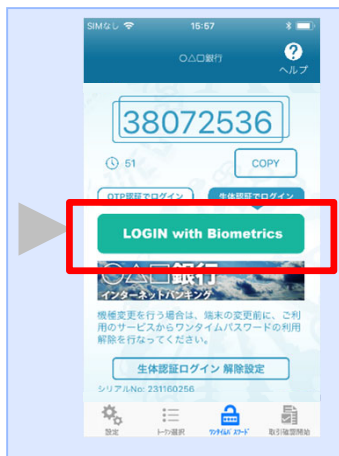 SIMなし 15:57
○△□銀行
ヘルプ
38072536
51 COPY
OTP認証でログイン 生体認証でログイン
LOGIN with Biometrics
○△□銀行
インターネットバンキング
機種変更を行う場合は、端末の変更前に、ご利
用のサービスからワンタイムパスワードの利用
解除を行なってください。
生体認証ログイン 解除設定
シリアルNo: 231160256
設定 トークン選択 ワンタイムパスワード 取引確認開始